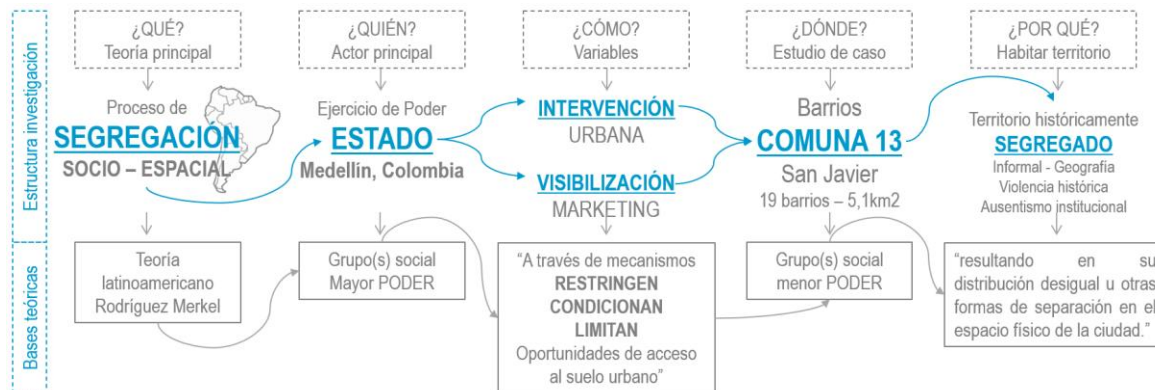 Estructura investigación
¿QUÉ?
Teoría principal
¿QUIÉN?
Actor principal
¿CÓMO?
Variables
¿DÓNDE?
Estudio de caso
¿POR QUÉ?
Habitar territorio
Proceso de
SEGREGACIÓN
SOCIO – ESPACIAL
Ejercicio de Poder
ESTADO
Medellín, Colombia
INTERVENCIÓN
URBANA
VISIBILIZACIÓN
MARKETING
Barrios
COMUNA 13
San Javier
19 barrios – 5,1km2
Territorio históricamente
SEGREGADO
Informal - Geografía
Violencia histórica
Ausentismo institucional
Bases teóricas
Teoría
latinoamericano
Rodríguez Merkel
Grupo(s) social
Mayor PODER
“A través de mecanismos
RESTRINGEN
CONDICIONAN
LIMITAN
Oportunidades de acceso
al suelo urbano”
Grupo(s) social
menor PODER
“resultando en su
distribución desigual u otras
formas de separación en el
espacio físico de la ciudad.”